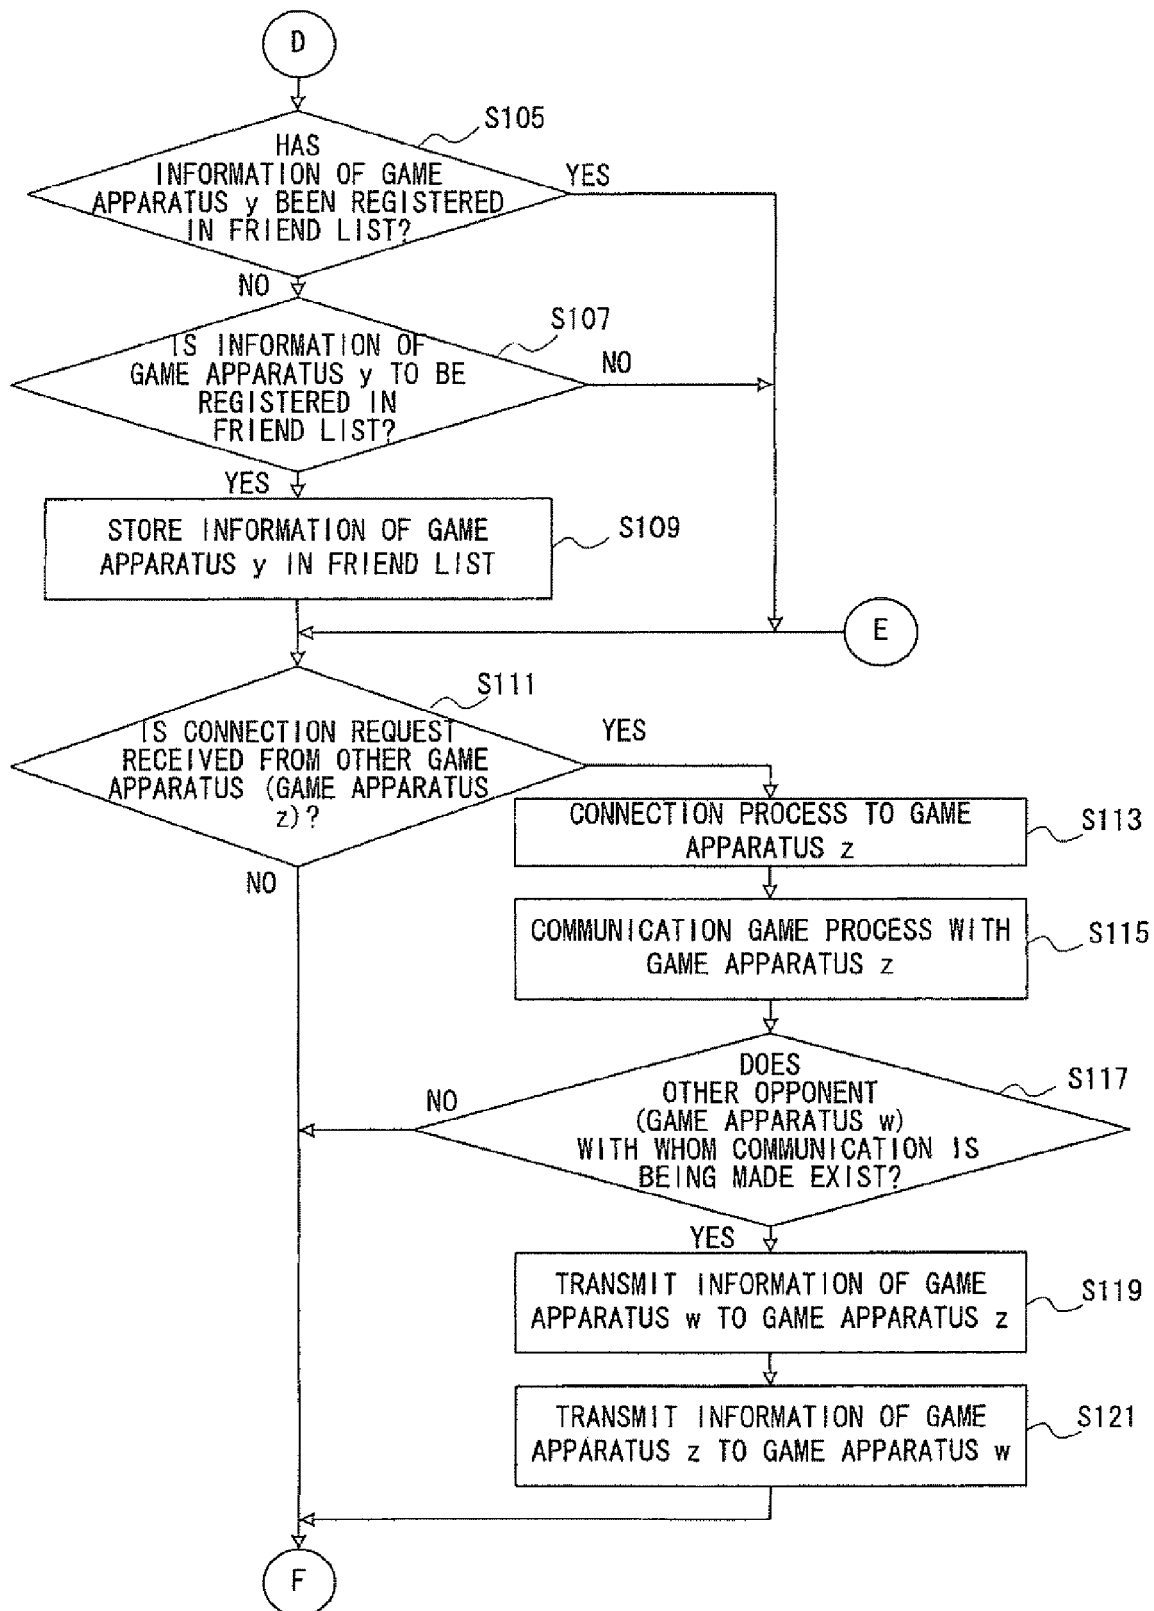 D
S105
HAS
INFORMATION OF GAME
APPARATUS y BEEN REGISTERED
IN FRIEND LIST?
YES
NO
S107
IS INFORMATION OF
GAME APPARATUS y TO BE
REGISTERED IN
FRIEND LIST?
NO
YES
STORE INFORMATION OF GAME
APPARATUS y IN FRIEND LIST
S109
E
S111
IS CONNECTION REQUEST
RECEIVED FROM OTHER GAME
APPARATUS (GAME APPARATUS
z)?
YES
NO
CONNECTION PROCESS TO GAME
APPARATUS z
S113
COMMUNICATION GAME PROCESS WITH
GAME APPARATUS z
S115
DOES
OTHER OPPONENT
(GAME APPARATUS w)
WITH WHOM COMMUNICATION IS
BEING MADE EXIST?
S117
NO
YES
TRANSMIT INFORMATION OF GAME
APPARATUS w TO GAME APPARATUS z
S119
TRANSMIT INFORMATION OF GAME
APPARATUS z TO GAME APPARATUS w
S121
F